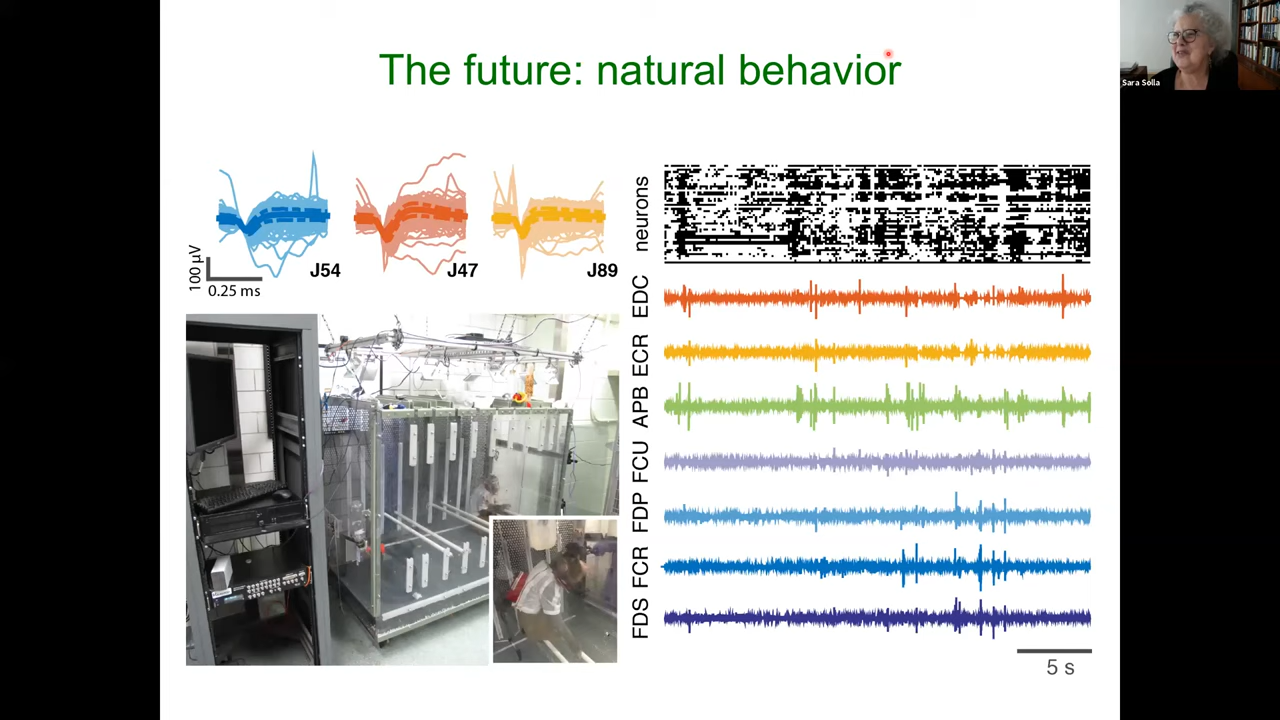 The future: natural behavior
Sara Solla
100 µV
0.25 ms
J54
J47
J89
neurons
EDC
ECR
APB
FCU
FDP
FCR
FDS
5 s